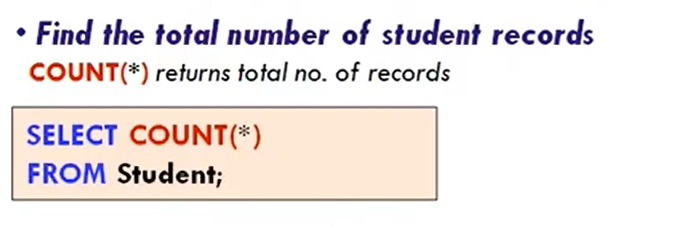 • Find the total number of student records
COUNT(*) returns total no. of records
SELECT COUNT(*)
FROM Student;